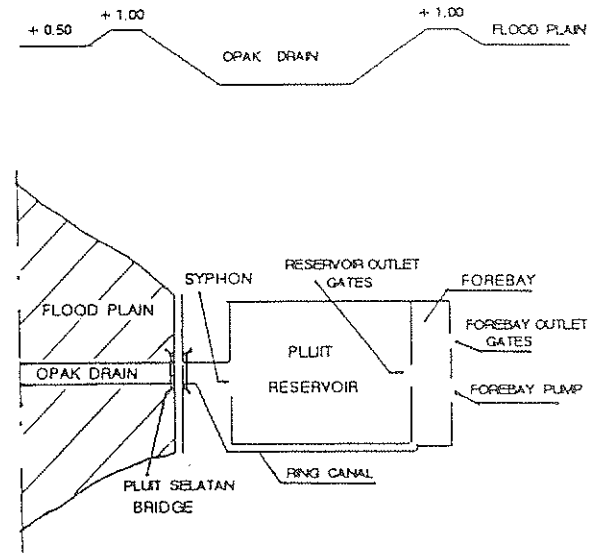 + 1.00
+ 1.00
+ 0.50
OPAK DRAIN
FLOOD PLAIN
SYPHON
RESERVOIR OUTLET
GATES
FOREBAY
FLOOD PLAIN
FOREBAY OUTLET
GATES
PLUIT
RESERVOIR
OPAK DRAIN
FOREBAY PUMP
PLUIT SELATAN
BRIDGE
RING CANAL